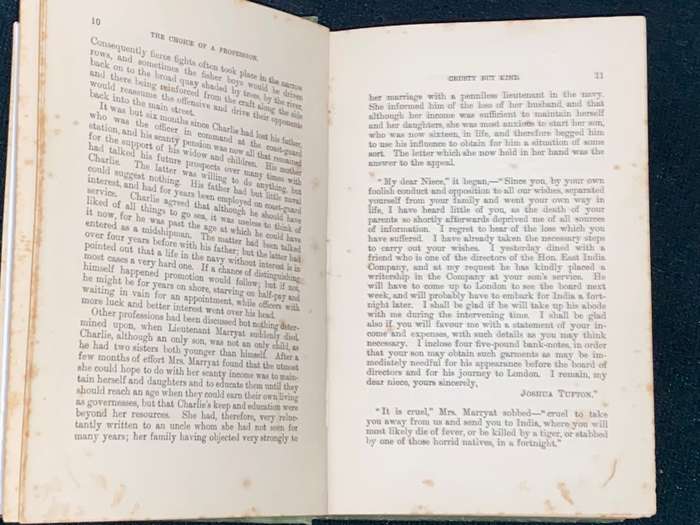 10
THE CHOICE OF A PROFESSION.
Consequently fierce fights often took place in the narrow
rows, and sometimes the fisher boys would be driven
back on to the broad quay shaded by trees, by the river,
and there being reinforced from the craft along the side
would reassume the offensive and drive their opponents
back into the main street.
It was but six months since Charlie had lost his father,
who was the officer in command at the coast-guard
station, and his scanty pension was now all that remained
for the support of his widow and children. His mother
had talked his future prospects over many times with
Charlie. The latter was willing to do anything, but
could suggest nothing. His father had but little naval
interest, and had for years been employed on coast-guard
service. Charlie agreed that although he should have
liked of all things to go to sea, it was useless to think of
it now, for he was past the age at which he could have
entered as a midshipman. The matter had been talked
over four years before with his father; but the latter had
pointed out that a life in the navy without interest is in
most cases a very hard one. If a chance of distinguishing
himself happened promotion would follow; but if not,
he might be for years on shore, starving on half-pay and
waiting in vain for an appointment, while officers with
more luck and better interest went over his head.
Other professions had been discussed but nothing deter-
mined upon, when Lieutenant Marryat suddenly died.
Charlie, although an only son, was not an only child, as
he had two sisters both younger than himself. After a
few months of effort Mrs. Marryat found that the utmost
she could hope to do with her scanty income was to main-
tain herself and daughters and to educate them until they
should reach an age when they could earn their own living
as governesses, but that Charlie's keep and education were
beyond her resources. She had, therefore, very reluc-
tantly written to an uncle whom she had not seen for
many years; her family having objected very strongly to
CRUSTY BUT KIND.
11
her marriage with a penniless lieutenant in the navy.
She informed him of the loss of her husband, and that
although her income was sufficient to maintain herself
and her daughters, she was most anxious to start her son,
who was now sixteen, in life, and therefore begged him
to use his influence to obtain for him a situation of some
sort. The letter which she now held in her hand was the
answer to the appeal.
"My dear Niece," it began,—"Since you, by your own
foolish conduct and opposition to all our wishes, separated
yourself from your family and went your own way in
life, I have heard little of you, as the death of your
parents so shortly afterwards deprived me of all sources
of information. I regret to hear of the loss which you
have suffered. I have already taken the necessary steps
to carry out your wishes. I yesterday dined with a
friend who is one of the directors of the Hon. East India
Company, and at my request he has kindly placed a
writership in the Company at your son's service. He
will have to come up to London to see the board next
week, and will probably have to embark for India a fort-
night later. I shall be glad if he will take up his abode
with me during the intervening time. I shall be glad
also if you will favour me with a statement of your in-
come and expenses, with such details as you may think
necessary. I inclose four five-pound bank-notes, in order
that your son may obtain such garments as may be im-
mediately needful for his appearance before the board of
directors and for his journey to London. I remain, my
dear niece, yours sincerely,
JOSHUA TUFTON."
"It is cruel," Mrs. Marryat sobbed—"cruel to take
you away from us and send you to India, where you will
most likely die of fever, or be killed by a tiger, or stabbed
by one of those horrid natives, in a fortnight."